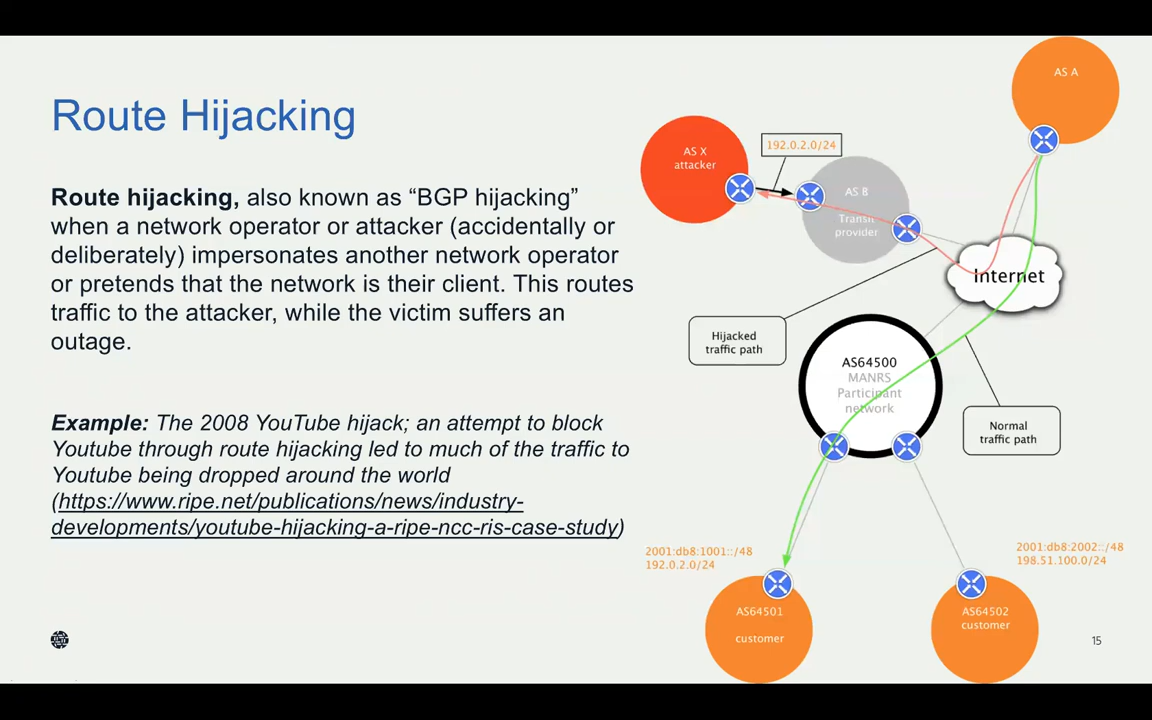 Route Hijacking
Route hijacking, also known as “BGP hijacking”
when a network operator or attacker (accidentally or
deliberately) impersonates another network operator
or pretends that the network is their client. This routes
traffic to the attacker, while the victim suffers an
outage.
Example: The 2008 YouTube hijack; an attempt to block
Youtube through route hijacking led to much of the traffic to
Youtube being dropped around the world
(https://www.ripe.net/publications/news/industry-
developments/youtube-hijacking-a-ripe-ncc-ris-case-study)
AS A
AS X
attacker
192.0.2.0/24
AS B
Transit
provider
Internet
Hijacked
traffic path
AS64500
MANRS
Participant
network
Normal
traffic path
2001:db8:1001::/48
192.0.2.0/24
2001:db8:2002::/48
198.51.100.0/24
AS64501
customer
AS64502
customer
15